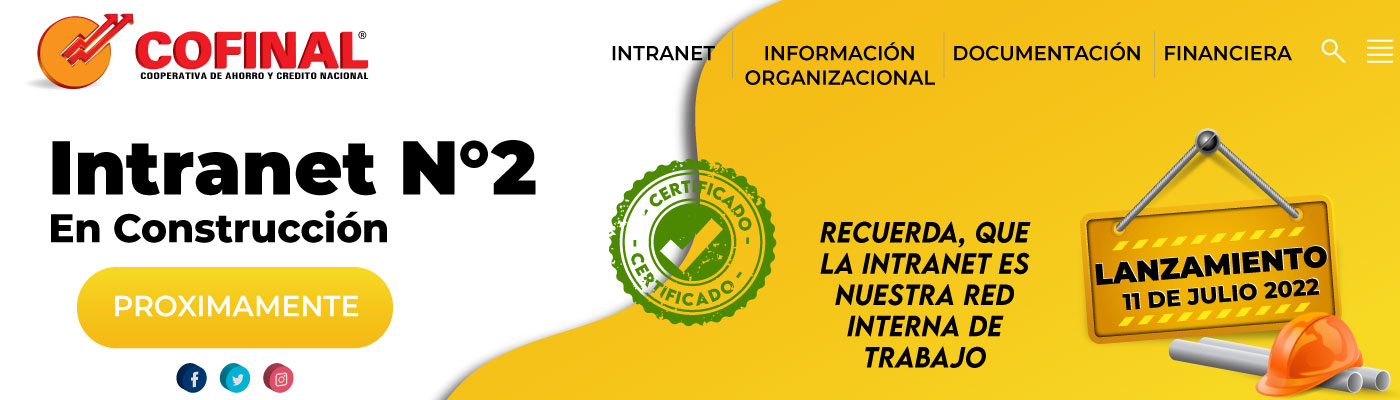 COFINAL®
COOPERATIVA DE AHORRO Y CREDITO NACIONAL
INTRANET
INFORMACIÓN
ORGANIZACIONAL
DOCUMENTACIÓN
FINANCIERA
Intranet N°2
En Construcción
PROXIMAMENTE
- CERTIFICADO -
CERTIFICADO
RECUERDA, QUE
LA INTRANET ES
NUESTRA RED
INTERNA DE
TRABAJO
LANZAMIENTO
11 DE JULIO 2022